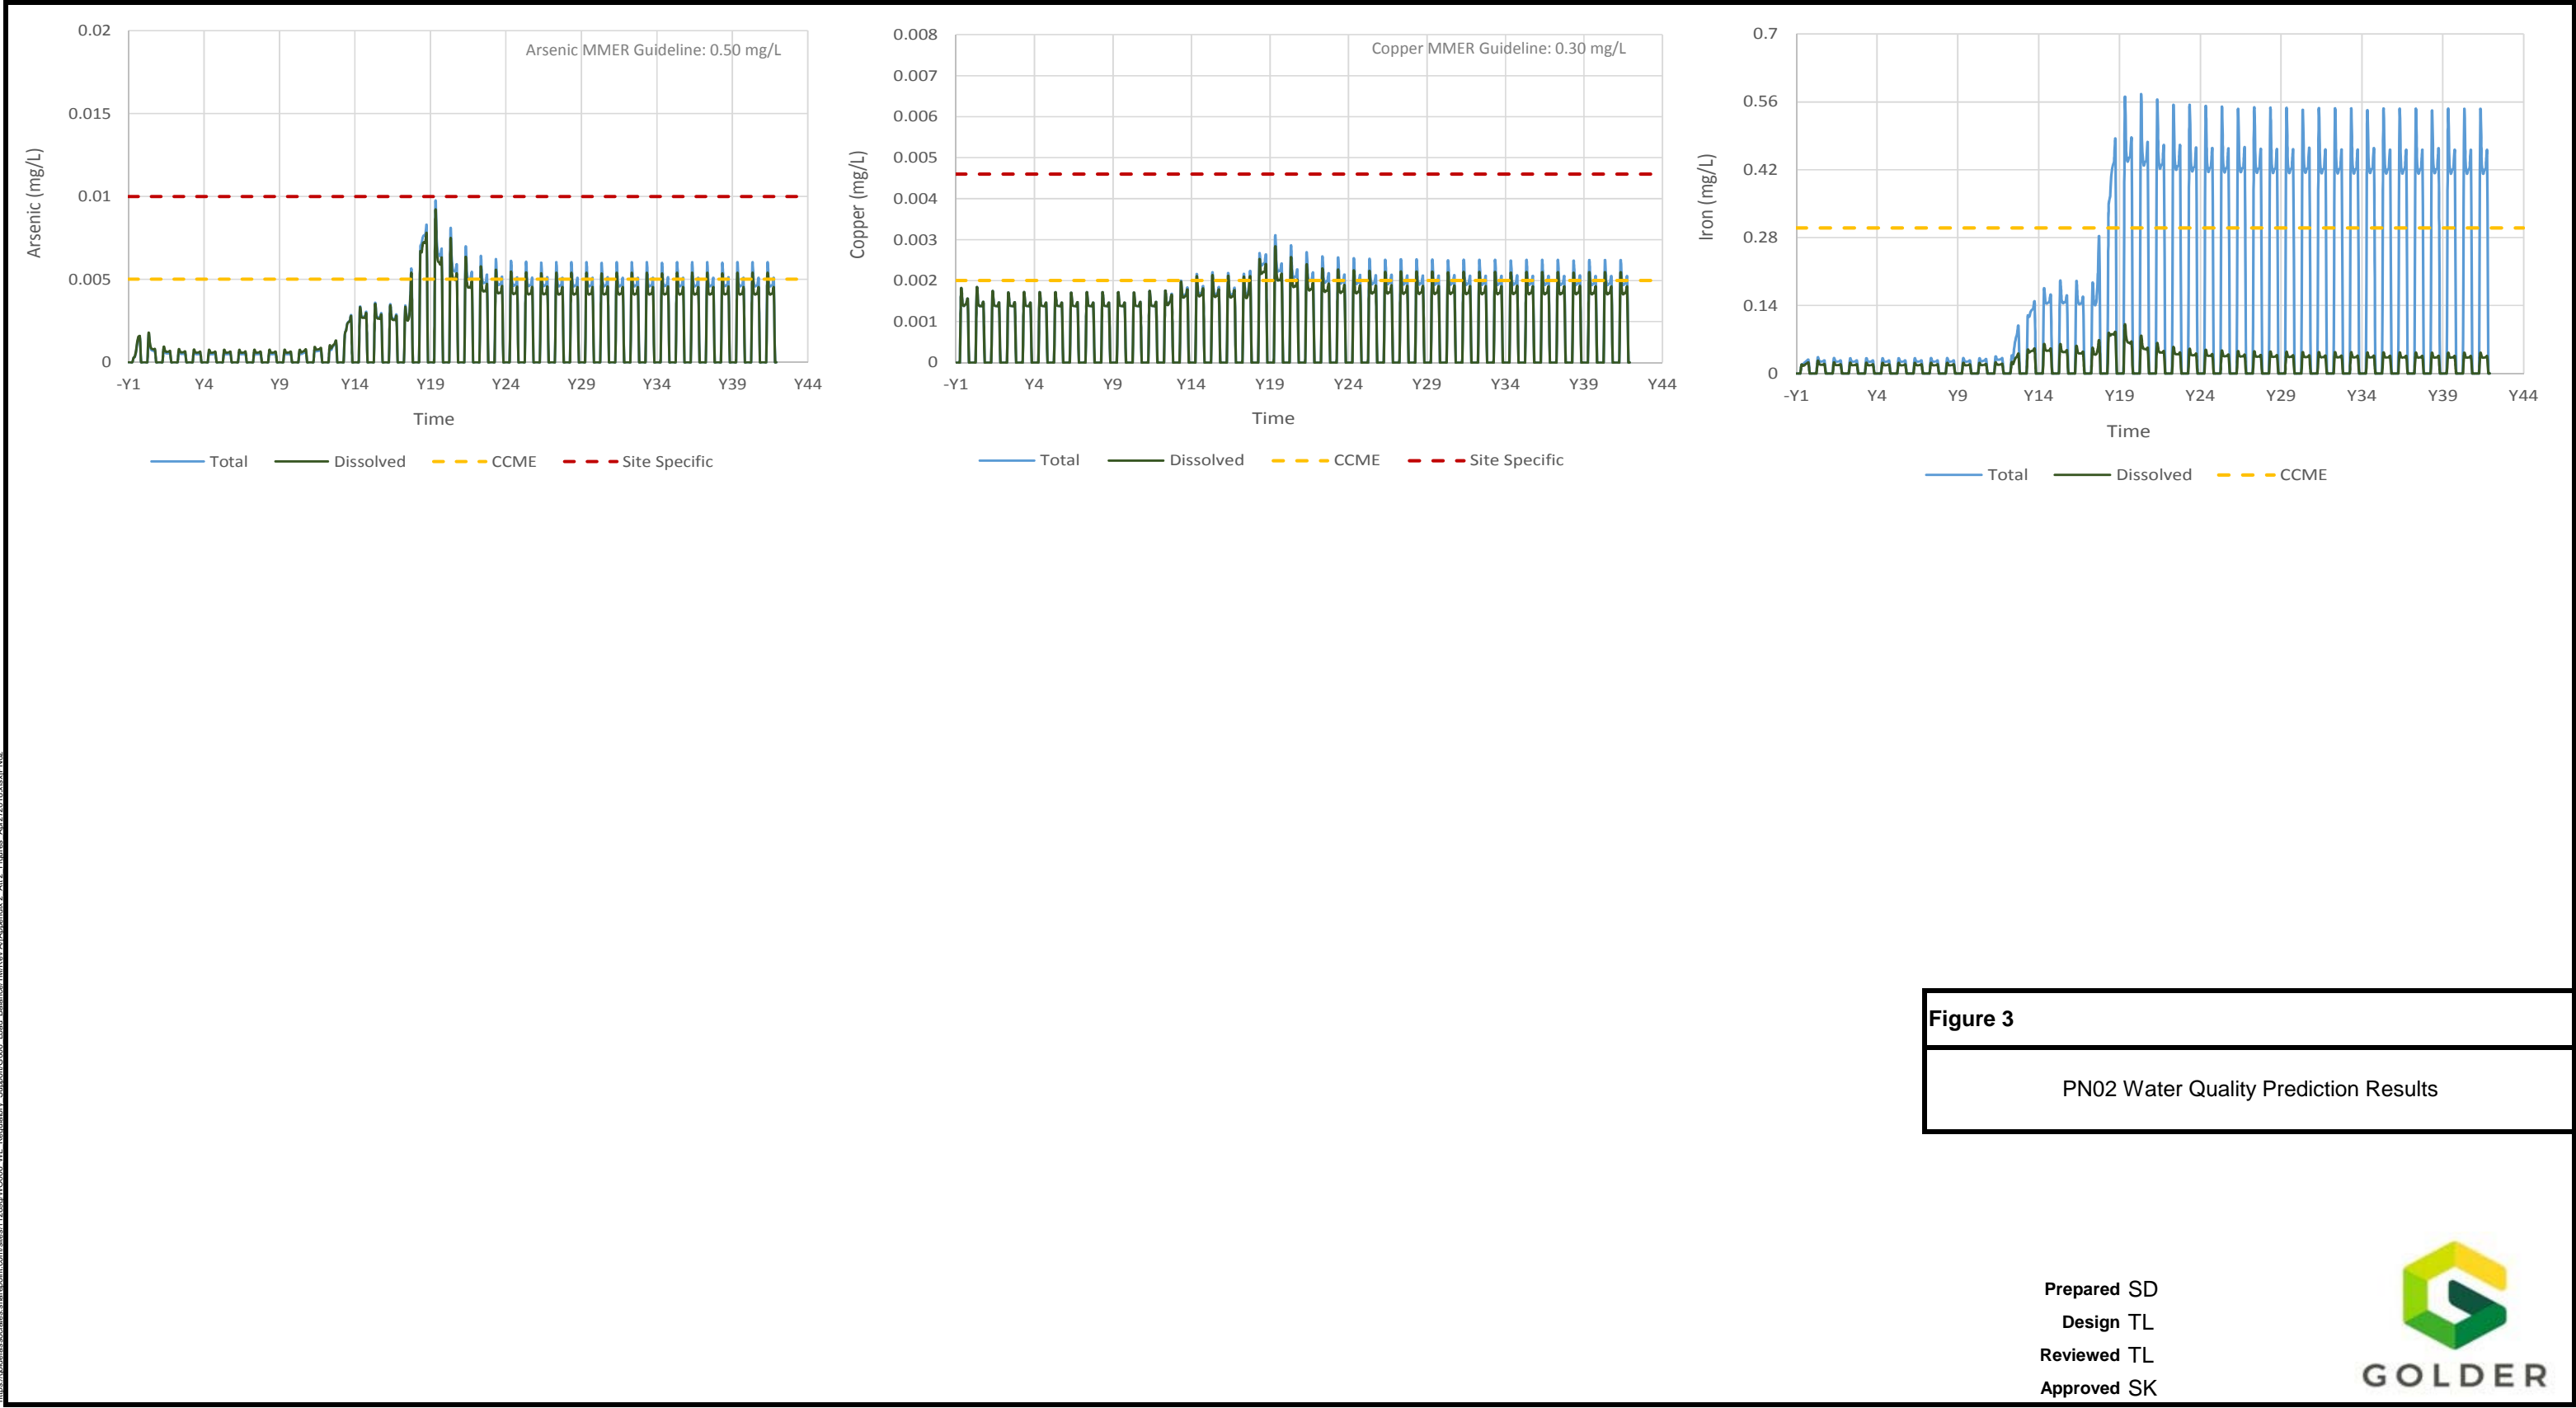 Arsenic MMER Guideline: 0.50 mg/L
Arsenic (mg/L)
0.02
0.015
0.01
0.005
0
-Y1 Y4 Y9 Y14 Y19 Y24 Y29 Y34 Y39 Y44
Time
Total Dissolved CCME Site Specific
Copper MMER Guideline: 0.30 mg/L
Copper (mg/L)
0.008
0.007
0.006
0.005
0.004
0.003
0.002
0.001
0
-Y1 Y4 Y9 Y14 Y19 Y24 Y29 Y34 Y39 Y44
Time
Total Dissolved CCME Site Specific
Iron (mg/L)
0.7
0.56
0.42
0.28
0.14
0
-Y1 Y4 Y9 Y14 Y19 Y24 Y29 Y34 Y39 Y44
Time
Total Dissolved CCME
Figure 3
PN02 Water Quality Prediction Results
Prepared SD
Design TL
Reviewed TL
Approved SK
GOLDER